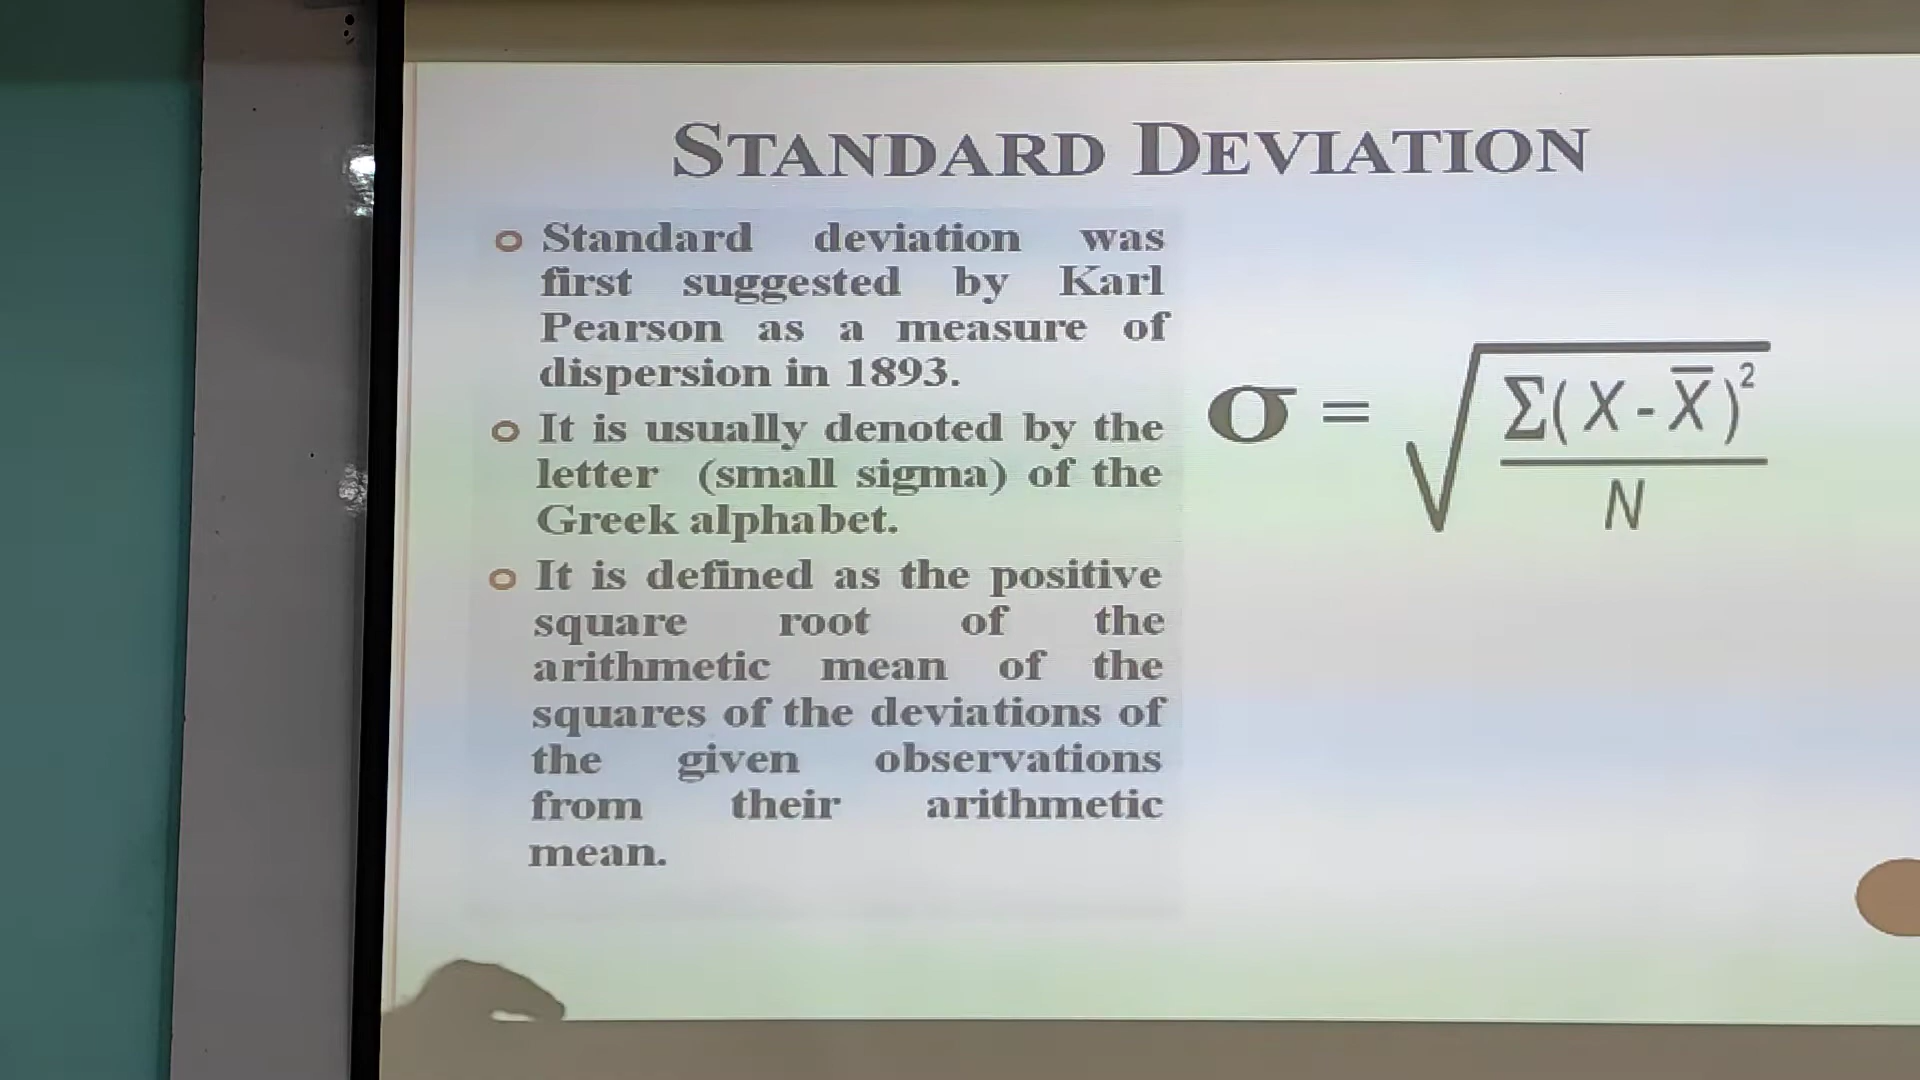 STANDARD DEVIATION
Standard deviation was
first suggested by Karl
Pearson as a measure of
dispersion in 1893.
It is usually denoted by the
letter (small sigma) of the
Greek alphabet.
It is defined as the positive
square root of the
arithmetic mean of the
squares of the deviations of
the given observations
from their arithmetic
mean.
σ = √(Σ(X - X̄)² / N)